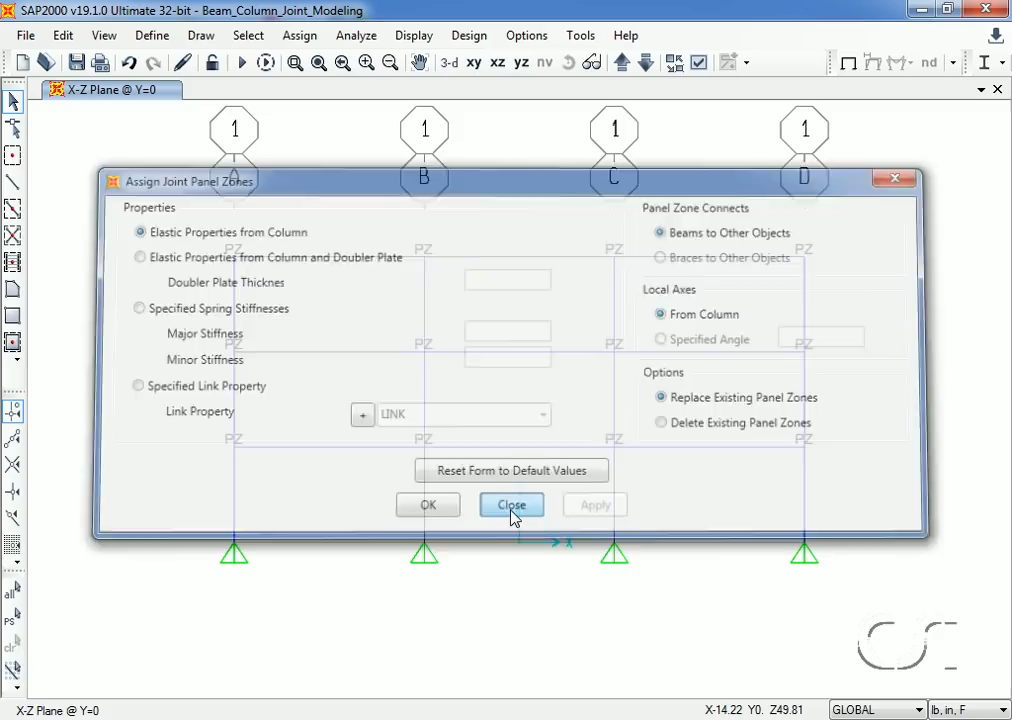 SAP2000 v19.1.0 Ultimate 32-bit - Beam_Column_Joint_Modeling
File Edit View Define Draw Select Assign Analyze Display Design Options Tools Help
3-d xy xz yz nv nd
X-Z Plane @ Y=0
1 1 1 1
A B C D
Assign Joint Panel Zones
Properties
Elastic Properties from Column
Elastic Properties from Column and Doubler Plate
Doubler Plate Thicknes
Specified Spring Stiffnesses
Major Stiffness
Minor Stiffness
Specified Link Property
Link Property + LINK
Panel Zone Connects
Beams to Other Objects
Braces to Other Objects
Local Axes
From Column
Specified Angle
Options
Replace Existing Panel Zones
Delete Existing Panel Zones
PZ PZ PZ PZ
PZ PZ PZ PZ
PZ PZ PZ PZ
Reset Form to Default Values
OK Close Apply
X
all
PS
clr
CSI
X-Z Plane @ Y=0 X-14.22 Y0. Z49.81 GLOBAL lb, in, F